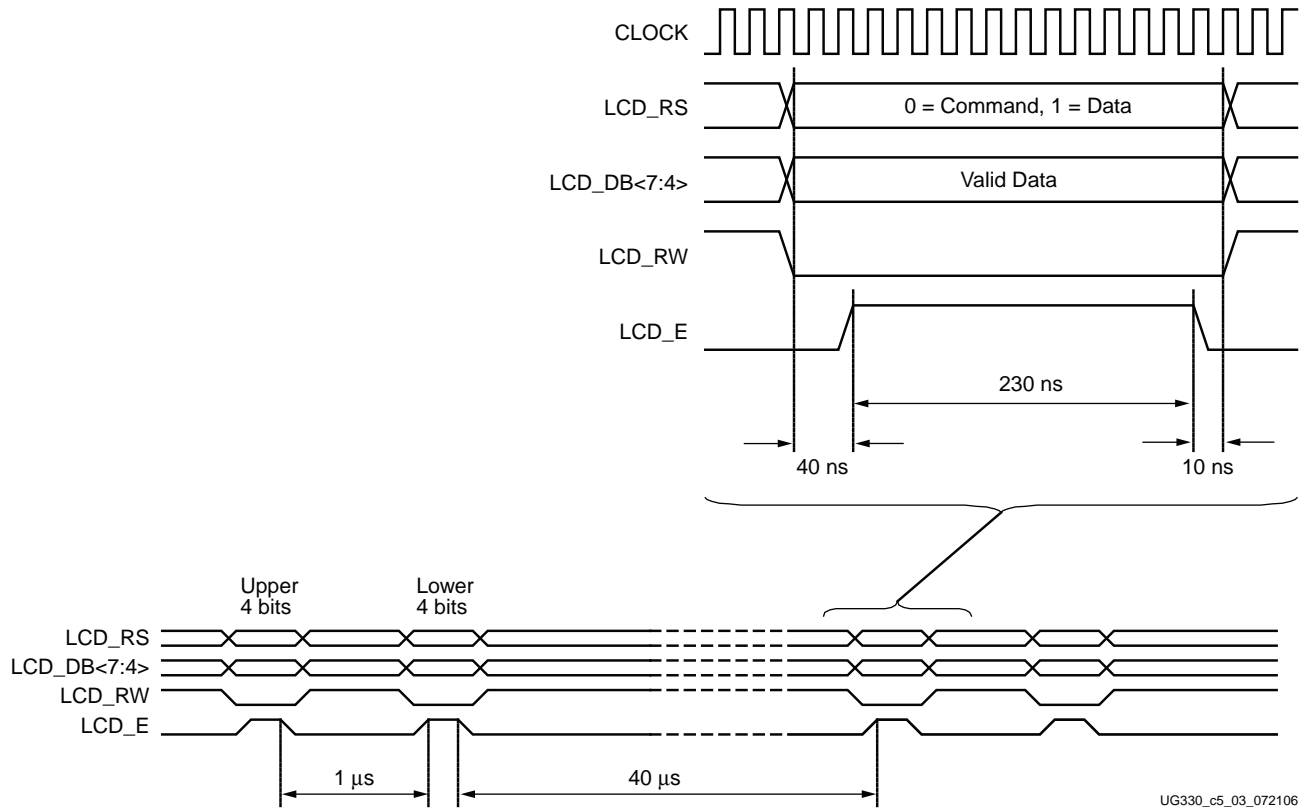 CLOCK
LCD_RS
0 = Command, 1 = Data
LCD_DB<7:4>
Valid Data
LCD_RW
LCD_E
230 ns
40 ns
10 ns
Upper
4 bits
Lower
4 bits
LCD_RS
LCD_DB<7:4>
LCD_RW
LCD_E
1 μs
40 μs
UG330_c5_03_072106